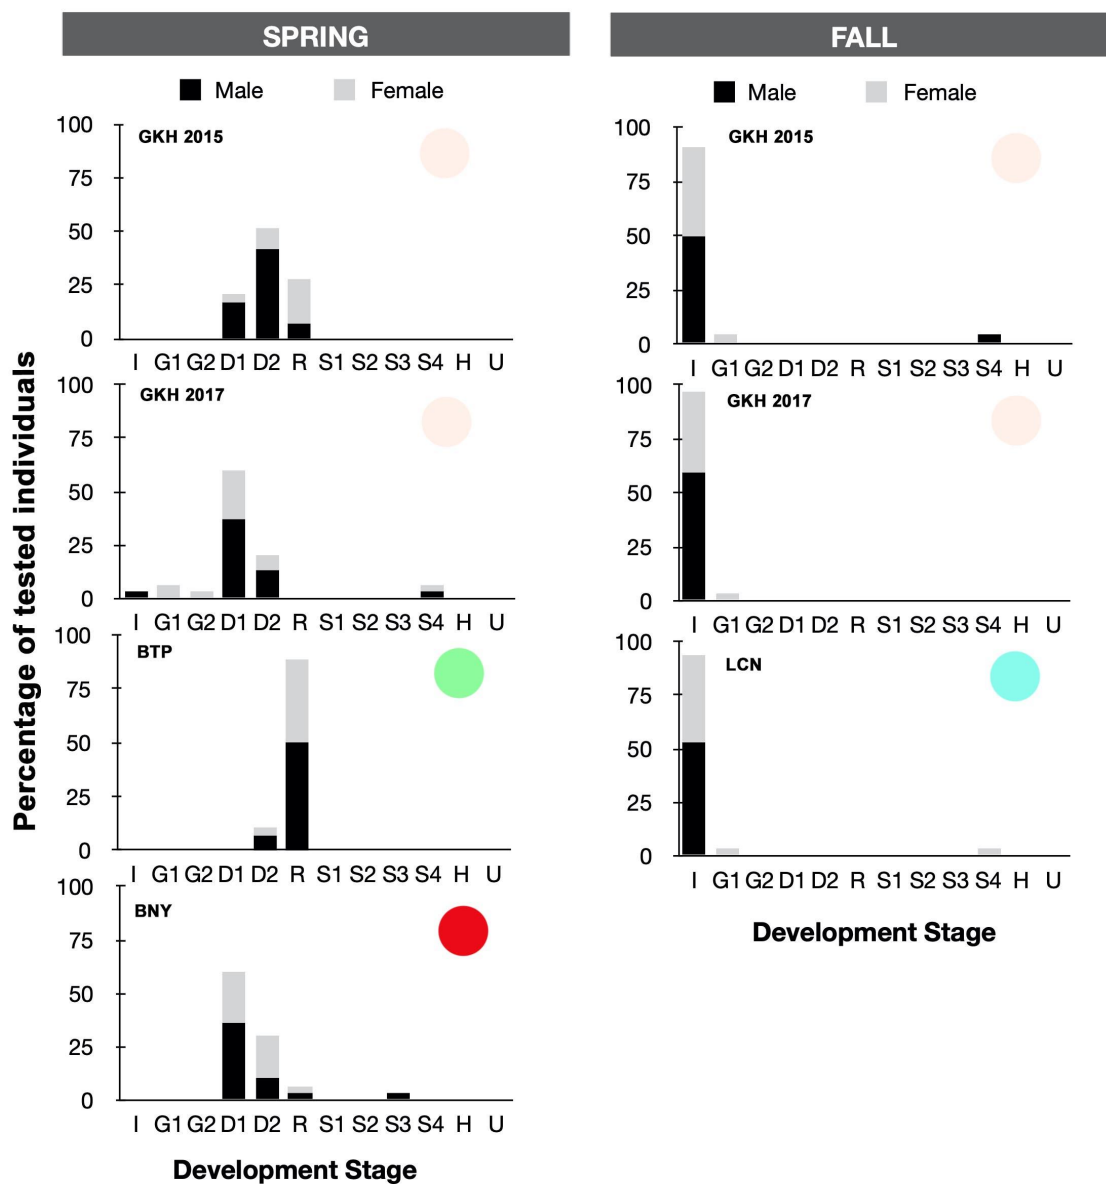 SPRING
Male Female
GKH 2015
100
75
50
25
0
I G1 G2 D1 D2 R S1 S2 S3 S4 H U
GKH 2017
100
75
50
25
0
I G1 G2 D1 D2 R S1 S2 S3 S4 H U
BTP
100
75
50
25
0
I G1 G2 D1 D2 R S1 S2 S3 S4 H U
BNY
100
75
50
25
0
I G1 G2 D1 D2 R S1 S2 S3 S4 H U
Development Stage
Percentage of tested individuals
FALL
Male Female
GKH 2015
100
75
50
25
0
I G1 G2 D1 D2 R S1 S2 S3 S4 H U
GKH 2017
100
75
50
25
0
I G1 G2 D1 D2 R S1 S2 S3 S4 H U
LCN
100
75
50
25
0
I G1 G2 D1 D2 R S1 S2 S3 S4 H U
Development Stage